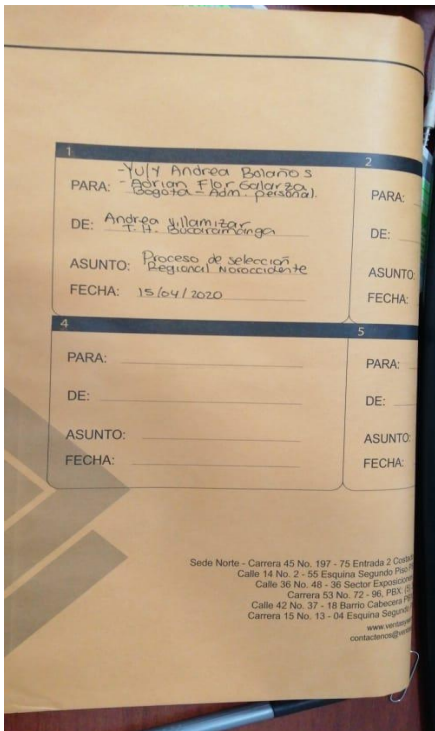 1
-Yuly Andrea Bolaños
PARA: -Adrian Flor Galarza
Bogota - Adm. personal.
DE: Andrea Villamizar
T.H. Bucaramanga
ASUNTO: Proceso de selección
Regional Noroccidente
FECHA: 15/04/2020
2
PARA:
DE:
ASUNTO:
FECHA:
4
PARA:
DE:
ASUNTO:
FECHA:
5
PARA:
DE:
ASUNTO:
FECHA:
Sede Norte - Carrera 45 No. 197 - 75 Entrada 2
Calle 14 No. 2 - 55 Esquina Segundo Piso
Calle 36 No. 48 - 36 Sector
Carrera 53 No. 72 - 96, PBX:
Calle 42 No. 37 - 18 Barrio Cabecera
Carrera 15 No. 13 - 04 Esquina Segundo